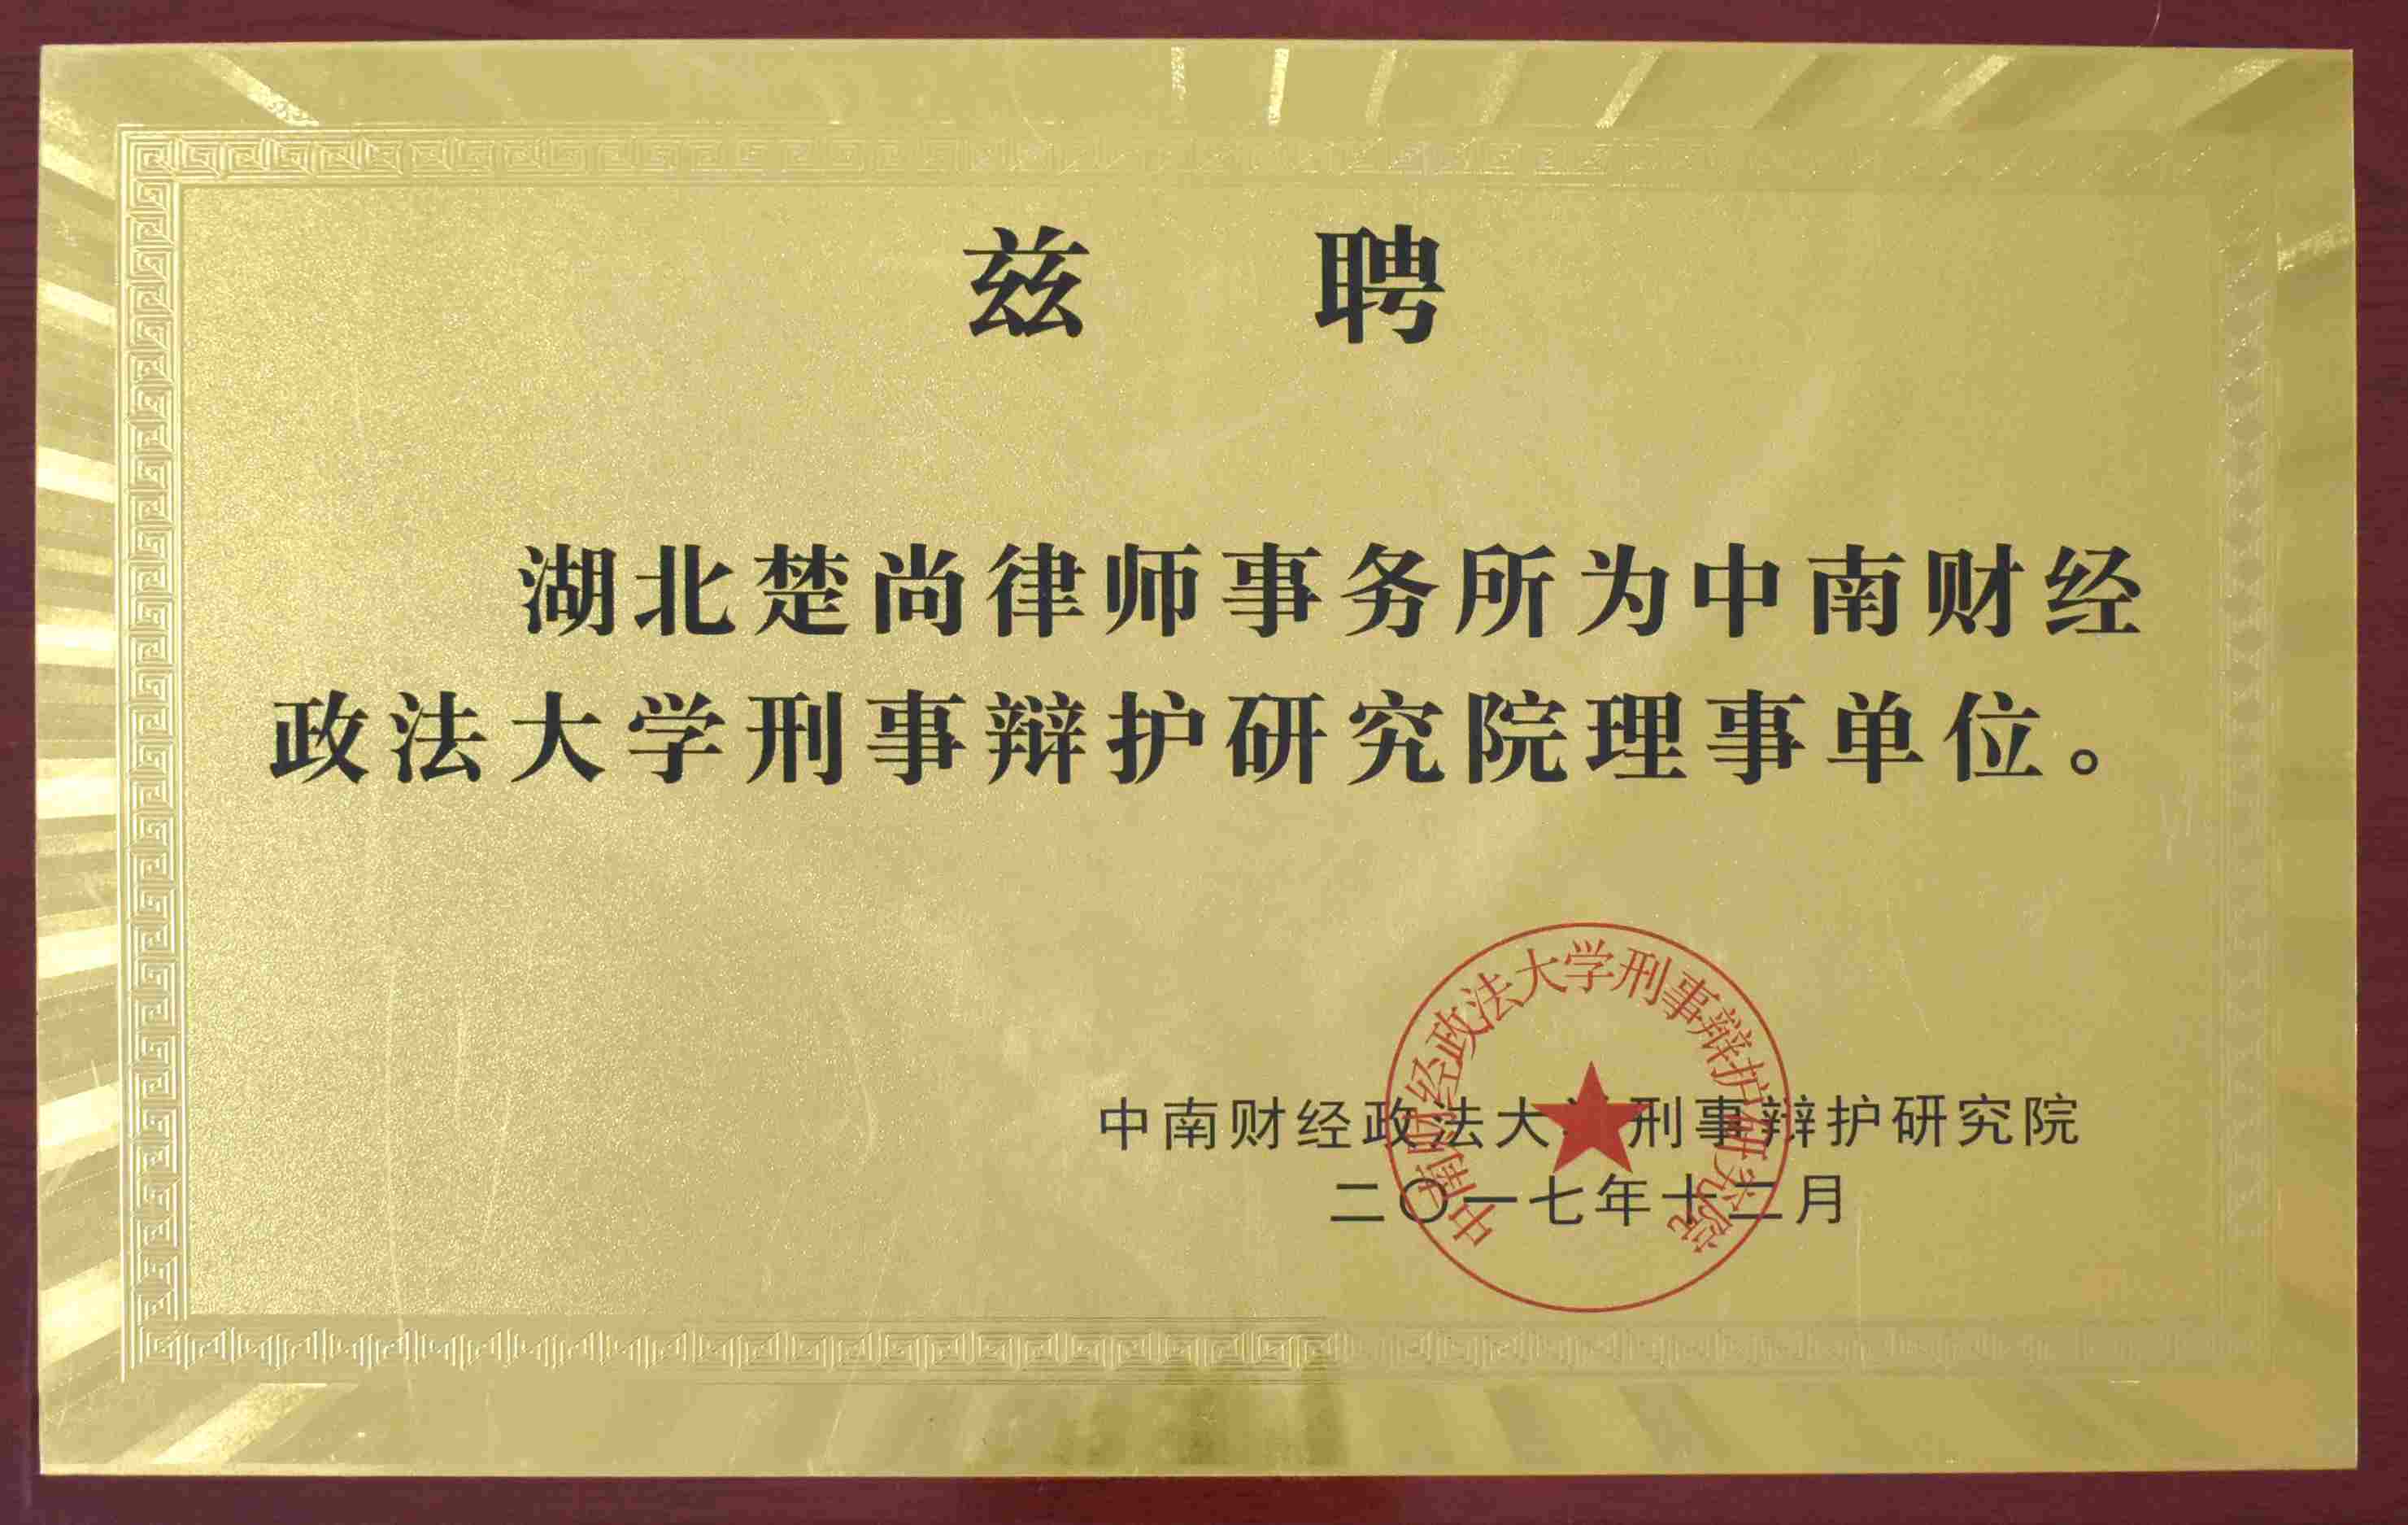 兹聘
湖北楚尚律师事务所为中南财经
政法大学刑事辩护研究院理事单位。
中南财经政法大学刑事辩护研究院
中南财经政法大学刑事辩护研究院
二〇一七年十二月